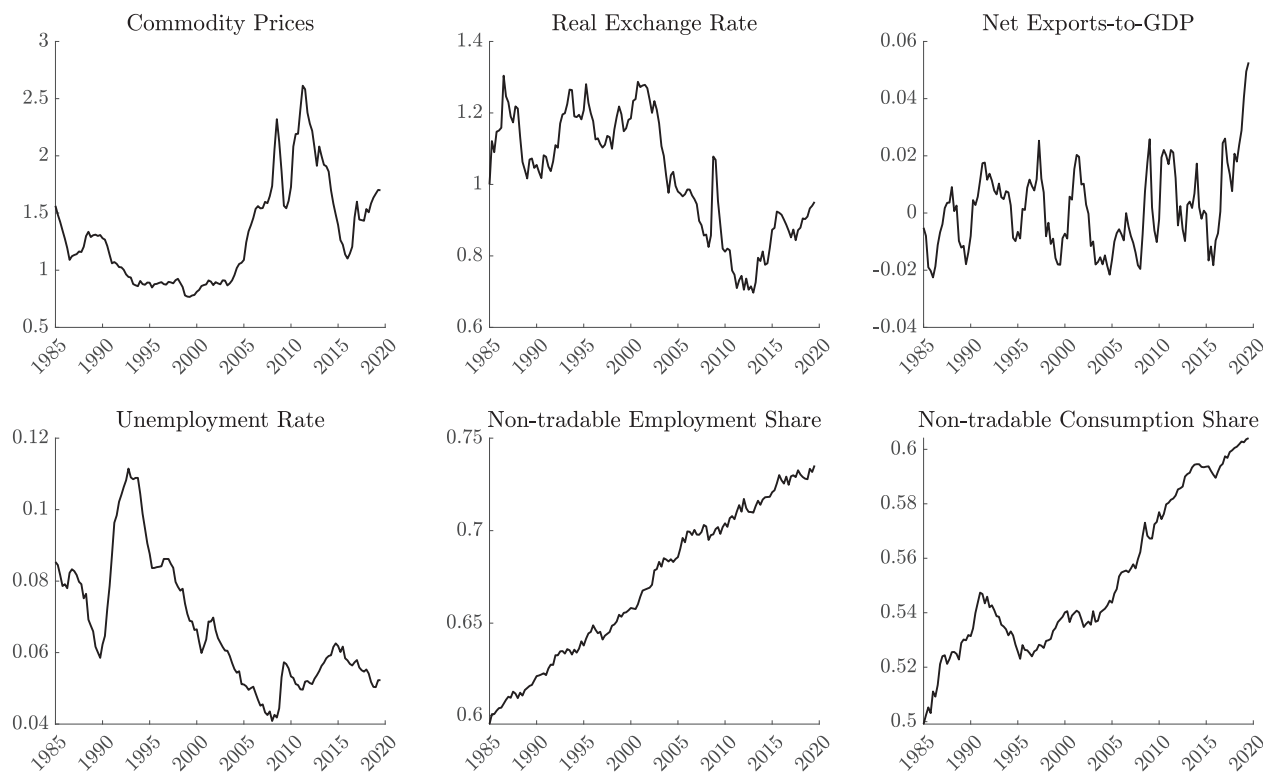 Commodity Prices
3
2.5
2
1.5
1
0.5
1985 1990 1995 2000 2005 2010 2015 2020
Real Exchange Rate
1.4
1.2
1
0.8
0.6
1985 1990 1995 2000 2005 2010 2015 2020
Net Exports-to-GDP
0.06
0.04
0.02
0
-0.02
-0.04
1985 1990 1995 2000 2005 2010 2015 2020
Unemployment Rate
0.12
0.1
0.08
0.06
0.04
1985 1990 1995 2000 2005 2010 2015 2020
Non-tradable Employment Share
0.75
0.7
0.65
0.6
1985 1990 1995 2000 2005 2010 2015 2020
Non-tradable Consumption Share
0.6
0.58
0.56
0.54
0.52
0.5
1985 1990 1995 2000 2005 2010 2015 2020